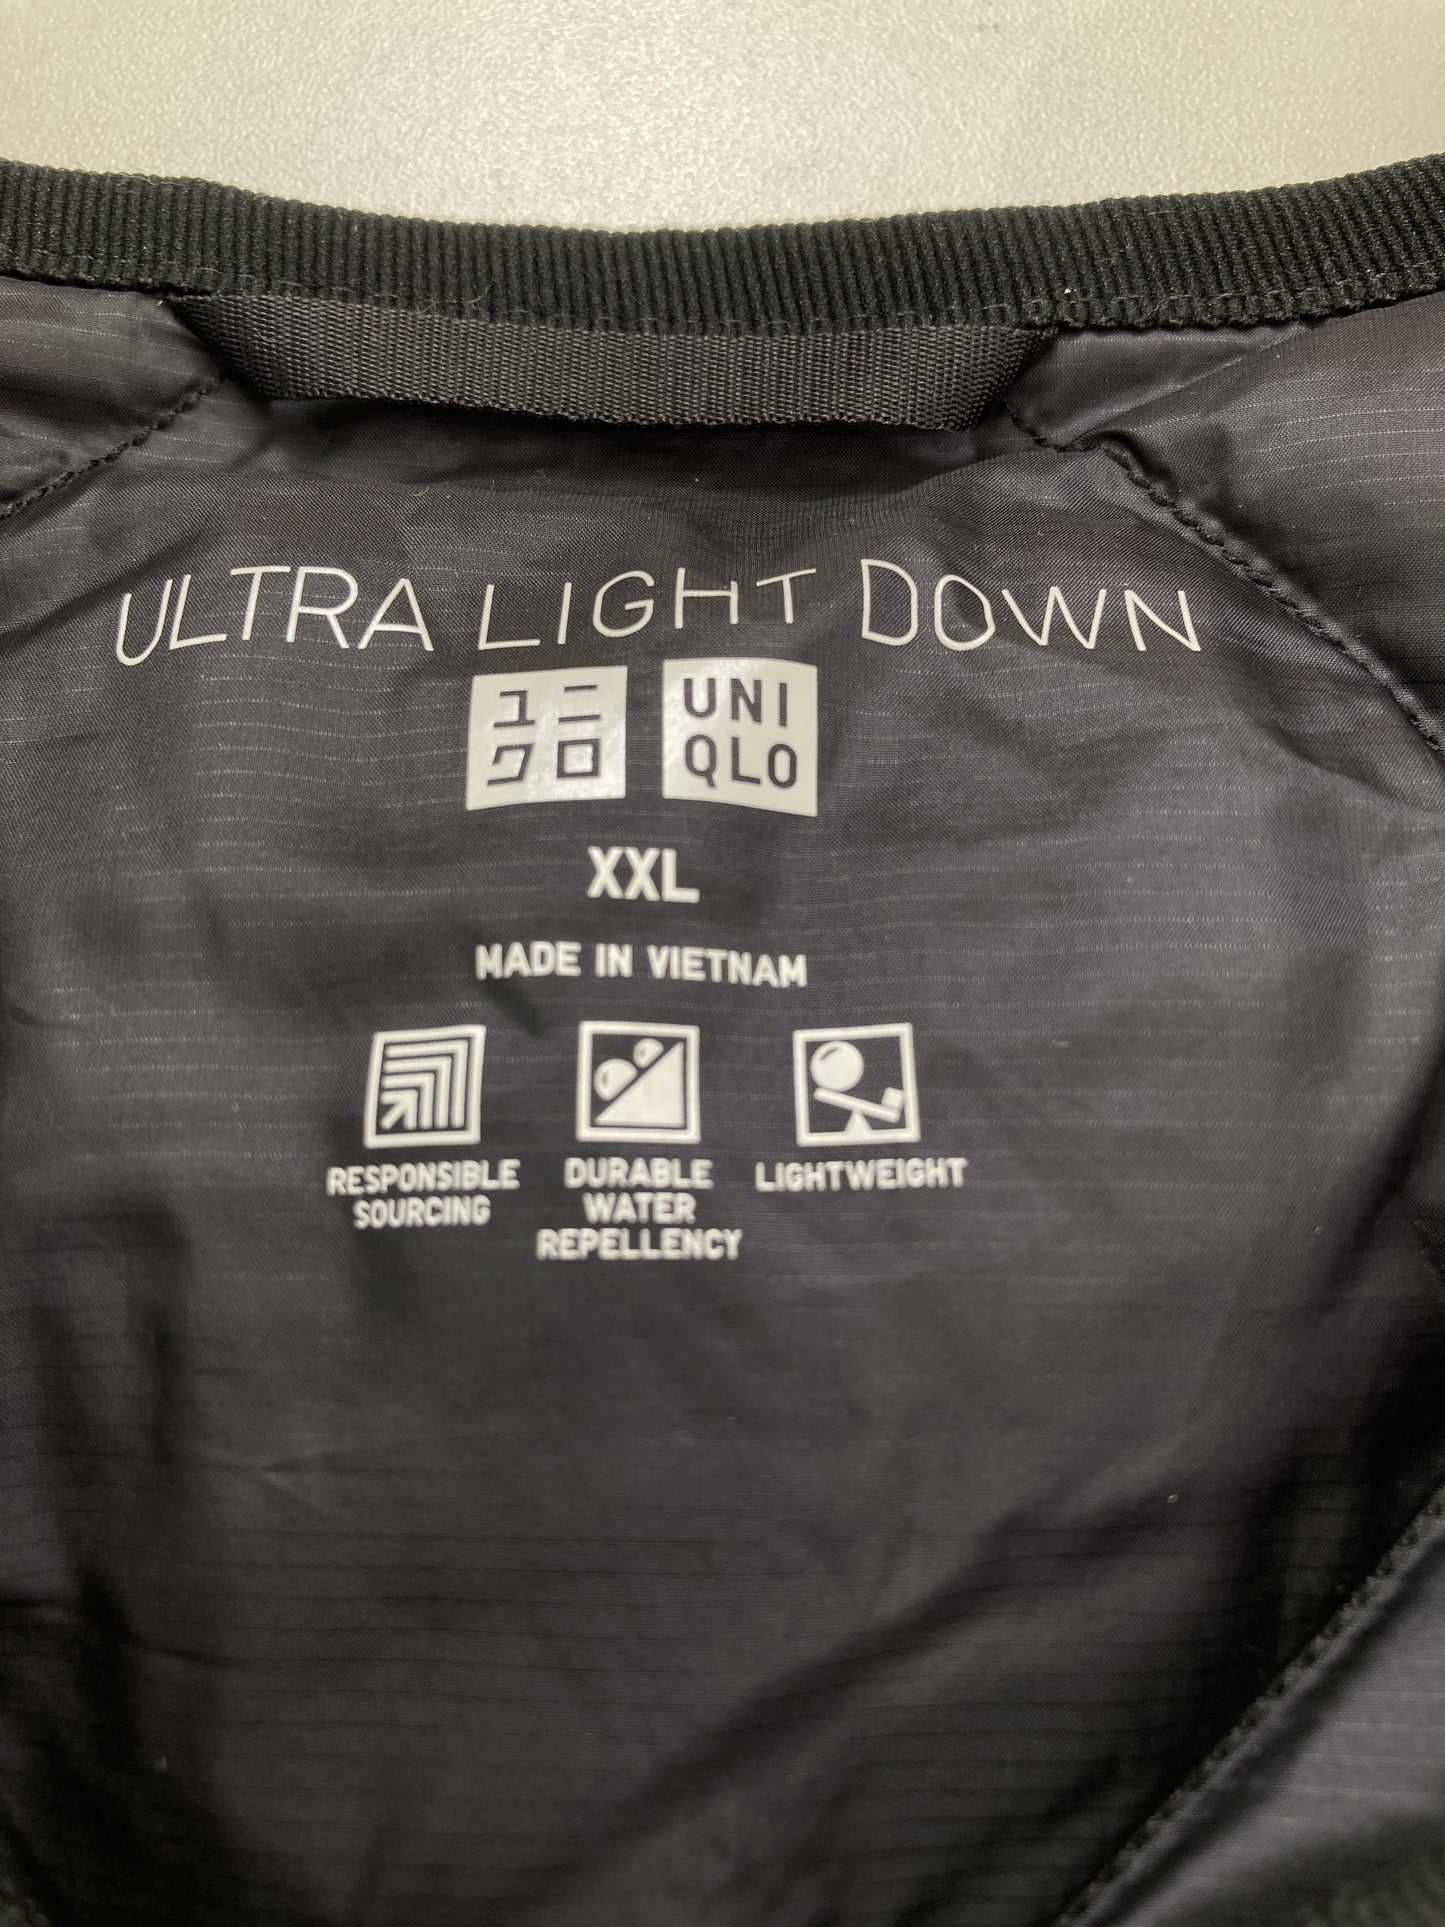 ULTRA LIGHT DOWN
ユニ UNI
クロ QLO
XXL
MADE IN VIETNAM
RESPONSIBLE
SOURCING
DURABLE
WATER
REPELLENCY
LIGHTWEIGHT